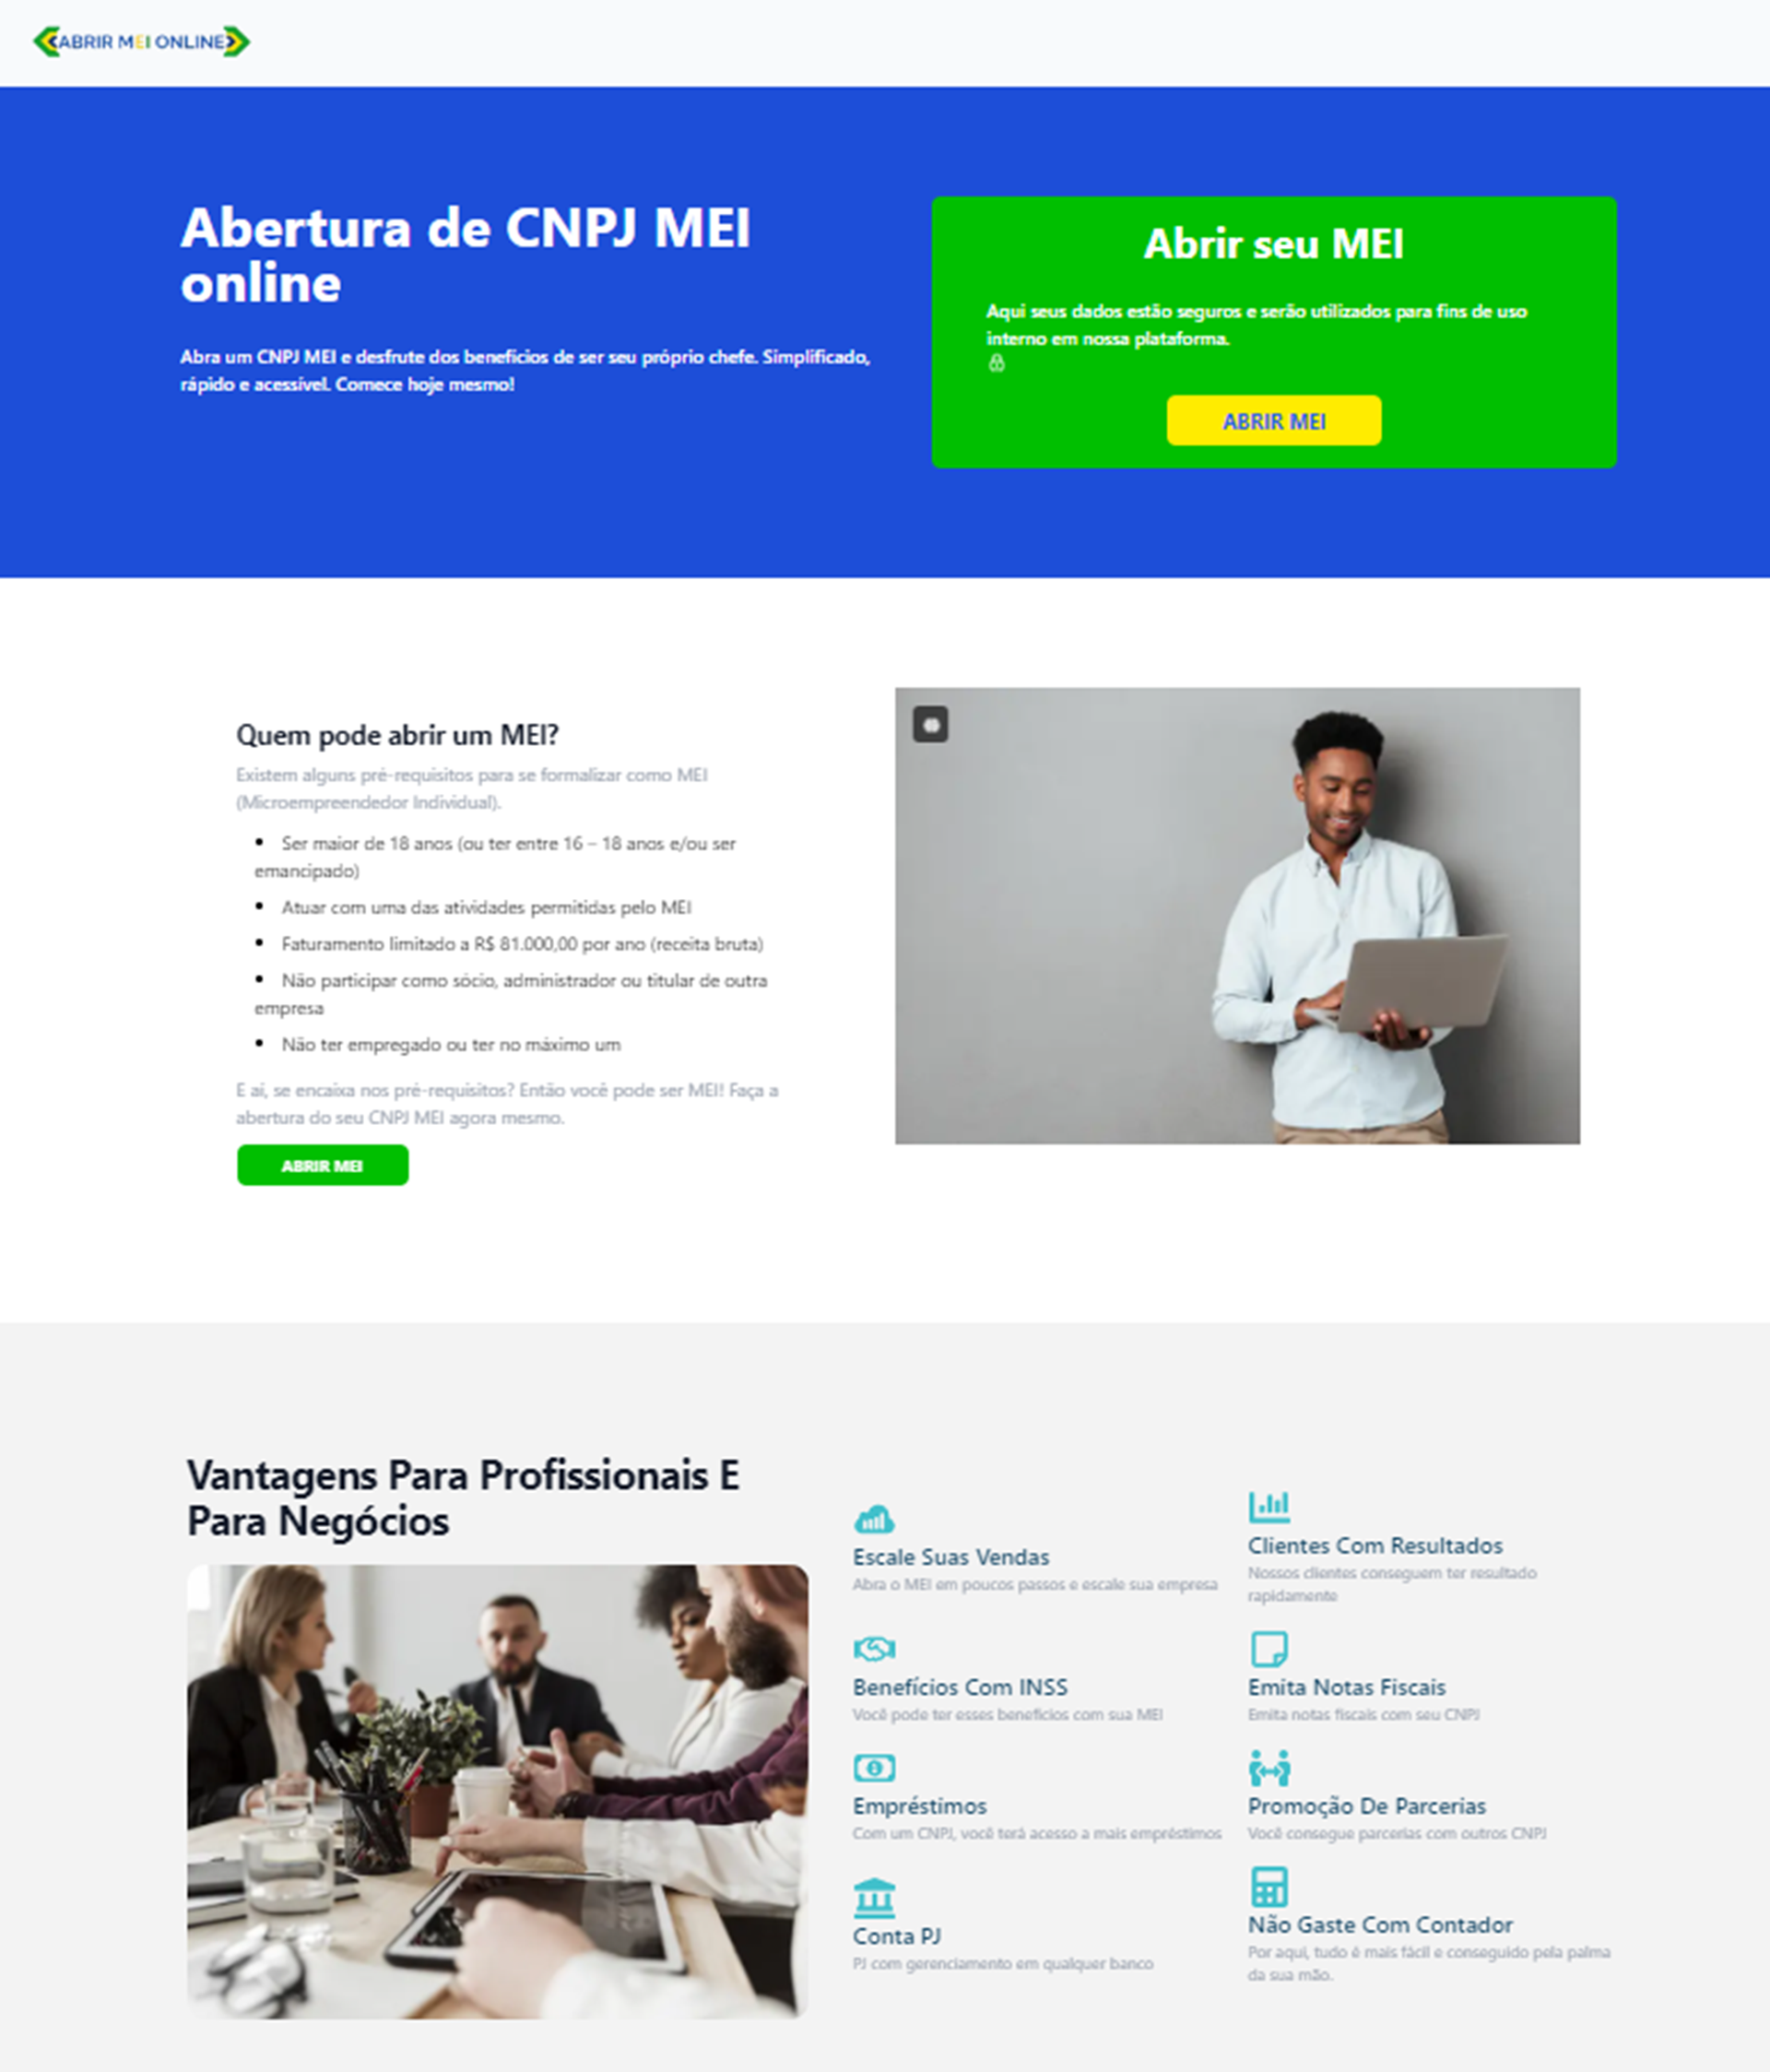 ABRIR MEI ONLINE
Abertura de CNPJ MEI
online
Abra um CNPJ MEI e desfrute dos benefícios de ser seu próprio chefe. Simplificado,
rápido e acessível. Comece hoje mesmo!
Abrir seu MEI
Aqui seus dados estão seguros e serão utilizados para fins de uso
interno em nossa plataforma.
ABRIR MEI
Quem pode abrir um MEI?
Existem alguns pré-requisitos para se formalizar como MEI
(Microempreendedor Individual).
• Ser maior de 18 anos (ou ter entre 16 – 18 anos e/ou ser
emancipado)
• Atuar com uma das atividades permitidas pelo MEI
• Faturamento limitado a R$ 81.000,00 por ano (receita bruta)
• Não participar como sócio, administrador ou titular de outra
empresa
• Não ter empregado ou ter no máximo um
E aí, se encaixa nos pré-requisitos? Então você pode ser MEI! Faça a
abertura do seu CNPJ MEI agora mesmo.
ABRIR MEI
Vantagens Para Profissionais E
Para Negócios
Escale Suas Vendas
Abra o MEI em poucos passos e escale sua empresa
Clientes Com Resultados
Nossos clientes conseguem ter resultado
rapidamente
Benefícios Com INSS
Você pode ter esses benefícios com sua MEI
Emita Notas Fiscais
Emita notas fiscais com seu CNPJ
Empréstimos
Com um CNPJ, você terá acesso a mais empréstimos
Promoção De Parcerias
Você consegue parcerias com outros CNPJ
Conta PJ
PJ com gerenciamento em qualquer banco
Não Gaste Com Contador
Por aqui, tudo é mais fácil e conseguido pela palma
da sua mão.